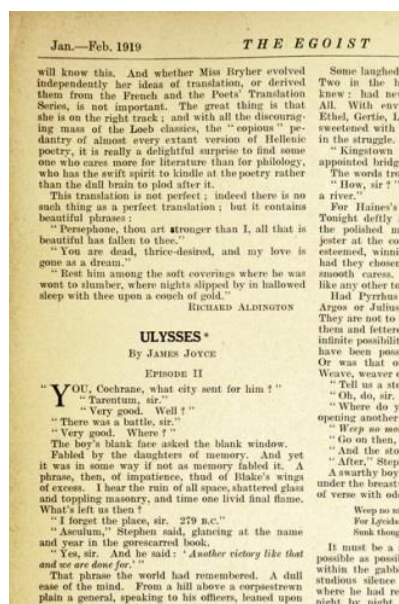 Jan.—Feb. 1919
THE EGOIST
will know this. And whether Miss Bryher evolved
independently her ideas of translation, or derived
them from the French and the Poets' Translation
Series, is not important. The great thing is that
she is on the right track; and with all the discourag-
ing mass of the Loeb classics, the "copious" pe-
dantry of almost every extant version of Hellenic
poetry, it is really a delightful surprise to find some
one who cares more for literature than for philology,
who has the swift spirit to kindle at the poetry rather
than the dull brain to plod after it.
This translation is not perfect; indeed there is no
such thing as a perfect translation; but it contains
beautiful phrases:
"Persephone, thou art stronger than I, all that is
beautiful has fallen to thee."
"You are dead, thrice-desired, and my love is
gone as a dream."
"Rest him among the soft coverings where he was
wont to slumber, where nights slipped by in hallowed
sleep with thee upon a couch of gold."
RICHARD ALDINGTON
ULYSSES *
By JAMES JOYCE
EPISODE II
"YOU, Cochrane, what city sent for him?"
"Tarentum, sir."
"Very good. Well?"
"There was a battle, sir."
"Very good. Where?"
The boy's blank face asked the blank window.
Fabled by the daughters of memory. And yet
it was in some way if not as memory fabled it. A
phrase, then, of impatience, thud of Blake's wings
of excess. I hear the ruin of all space, shattered glass
and toppling masonry, and time one livid final flame.
What's left us then?
"I forget the place, sir. 279 B.C."
"Asculum," Stephen said, glancing at the name
and year in the gorescarred book.
"Yes, sir. And he said: 'Another victory like that
and we are done for.'"
That phrase the world had remembered. A dull
ease of the mind. From a hill above a corpsestrewn
plain a general, speaking to his officers, leaned upon
Some laughed
Two in the b
knew: had nev
All. With env
Ethel, Gertie, L
sweetened with
in the struggle.
"Kingstown
appointed bridg
The words tro
"How, sir?"
a river."
For Haines's
Tonight deftly
the polished m
jester at the co
esteemed, winni
had they chosen
smooth caress.
like any other to
Had Pyrrhus
Argos or Julius
They are not to
them and fettere
infinite possibilit
have been poss
Or was that o
Weave, weaver o
"Tell us a sto
"Oh, do, sir.
"Where do y
opening another
"Weep no mo
"Go on then,
"And the sto
"After," Step
A swarthy boy
under the breast
of verse with odd
Weep no m
For Lycida
Sunk thoug
It must be a
possible as possi
within the gabb
studious silence
where he had re
night by night